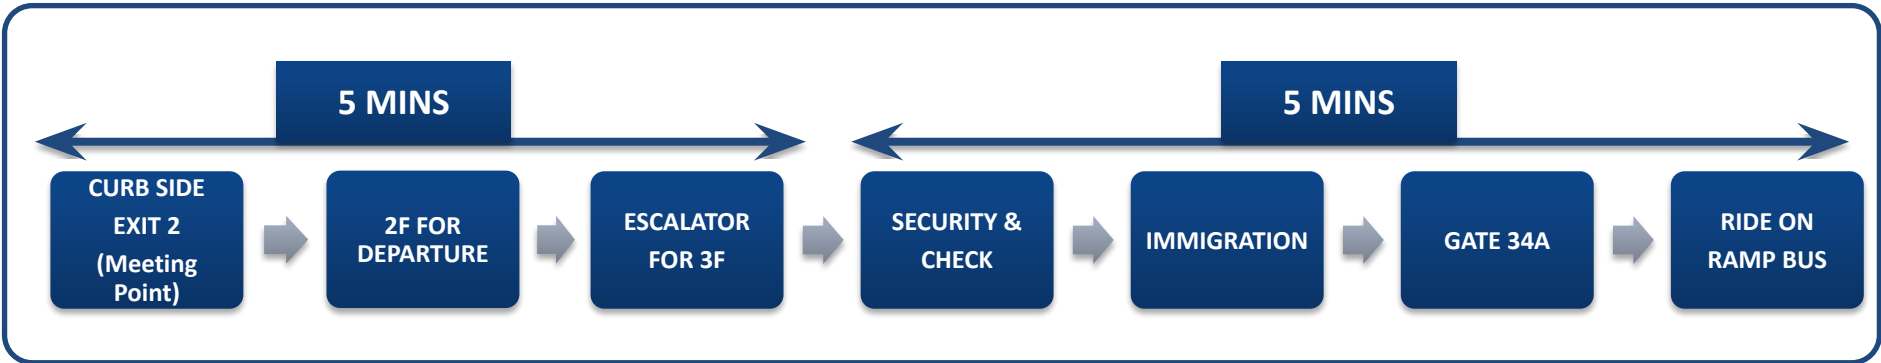 5 MINS
5 MINS
CURB SIDE
EXIT 2
(Meeting
Point)
2F FOR
DEPARTURE
ESCALATOR
FOR 3F
SECURITY &
CHECK
IMMIGRATION
GATE 34A
RIDE ON
RAMP BUS